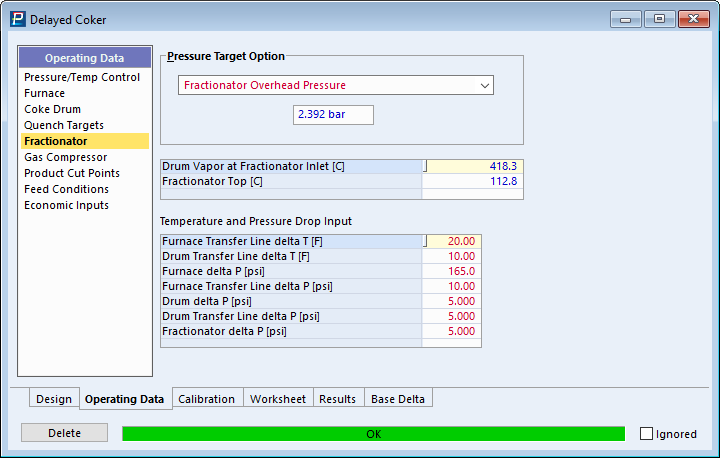 Delayed Coker
Operating Data
Pressure/Temp Control
Furnace
Coke Drum
Quench Targets
Fractionator
Gas Compressor
Product Cut Points
Feed Conditions
Economic Inputs
Pressure Target Option
Fractionator Overhead Pressure
2.392 bar
Drum Vapor at Fractionator Inlet [C] 418.3
Fractionator Top [C] 112.8
Temperature and Pressure Drop Input
Furnace Transfer Line delta T [F] 20.00
Drum Transfer Line delta T [F] 10.00
Furnace delta P [psi] 165.0
Furnace Transfer Line delta P [psi] 10.00
Drum delta P [psi] 5.000
Drum Transfer Line delta P [psi] 5.000
Fractionator delta P [psi] 5.000
Design Operating Data Calibration Worksheet Results Base Delta
Delete OK Ignored